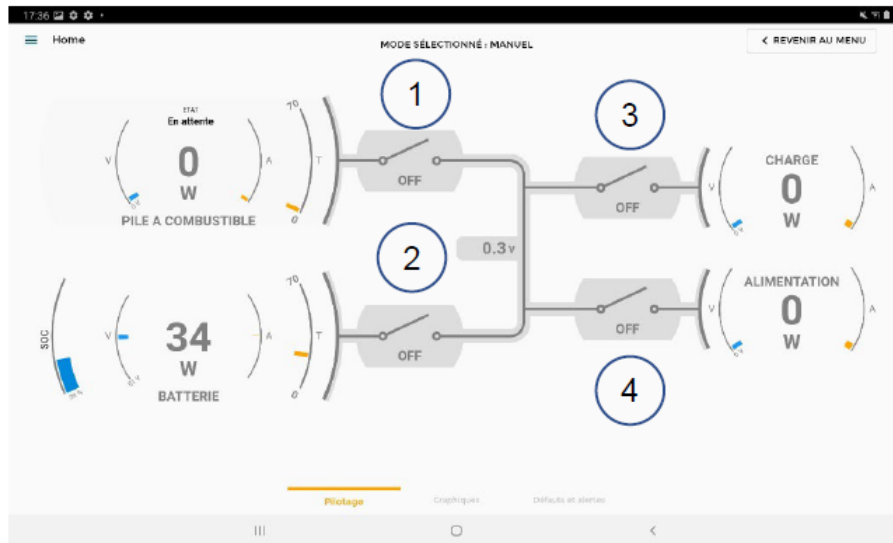 17:36
Home
MODE SÉLECTIONNÉ : MANUEL
< REVENIR AU MENU
1
ETAT
En attente
0
W
V
A
70
T
0
PILE A COMBUSTIBLE
OFF
3
OFF
CHARGE
0
W
V
A
2
0.3 v
SOC
V
34
W
A
70
T
0
BATTERIE
OFF
OFF
4
ALIMENTATION
0
W
V
A
Pilotage
Graphiques
Défauts et alertes